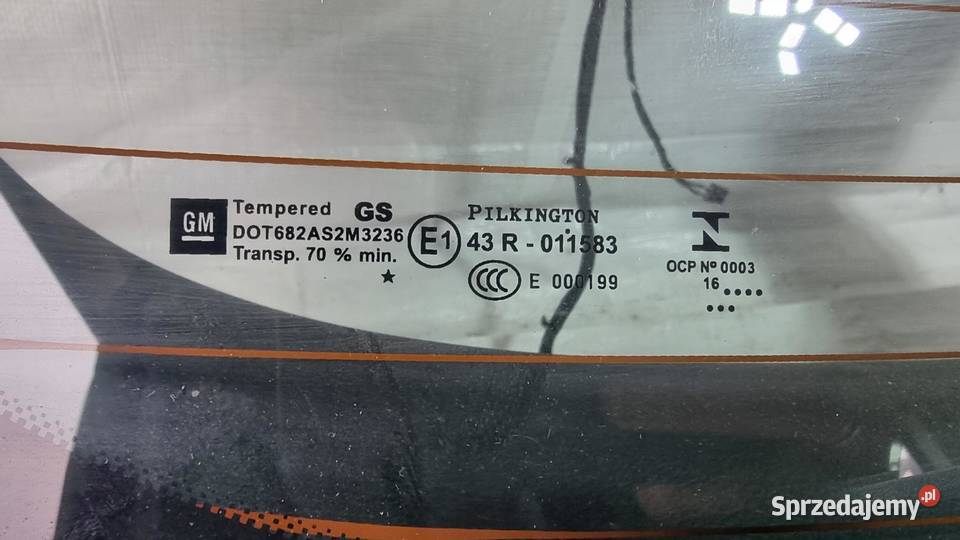 GM
Tempered GS
DOT682AS2M3236
Transp. 70 % min.
E1
PILKINGTON
43 R - 011583
CCC E 000199
N
OCP Nº 0003
16
Sprzedajemy.pl